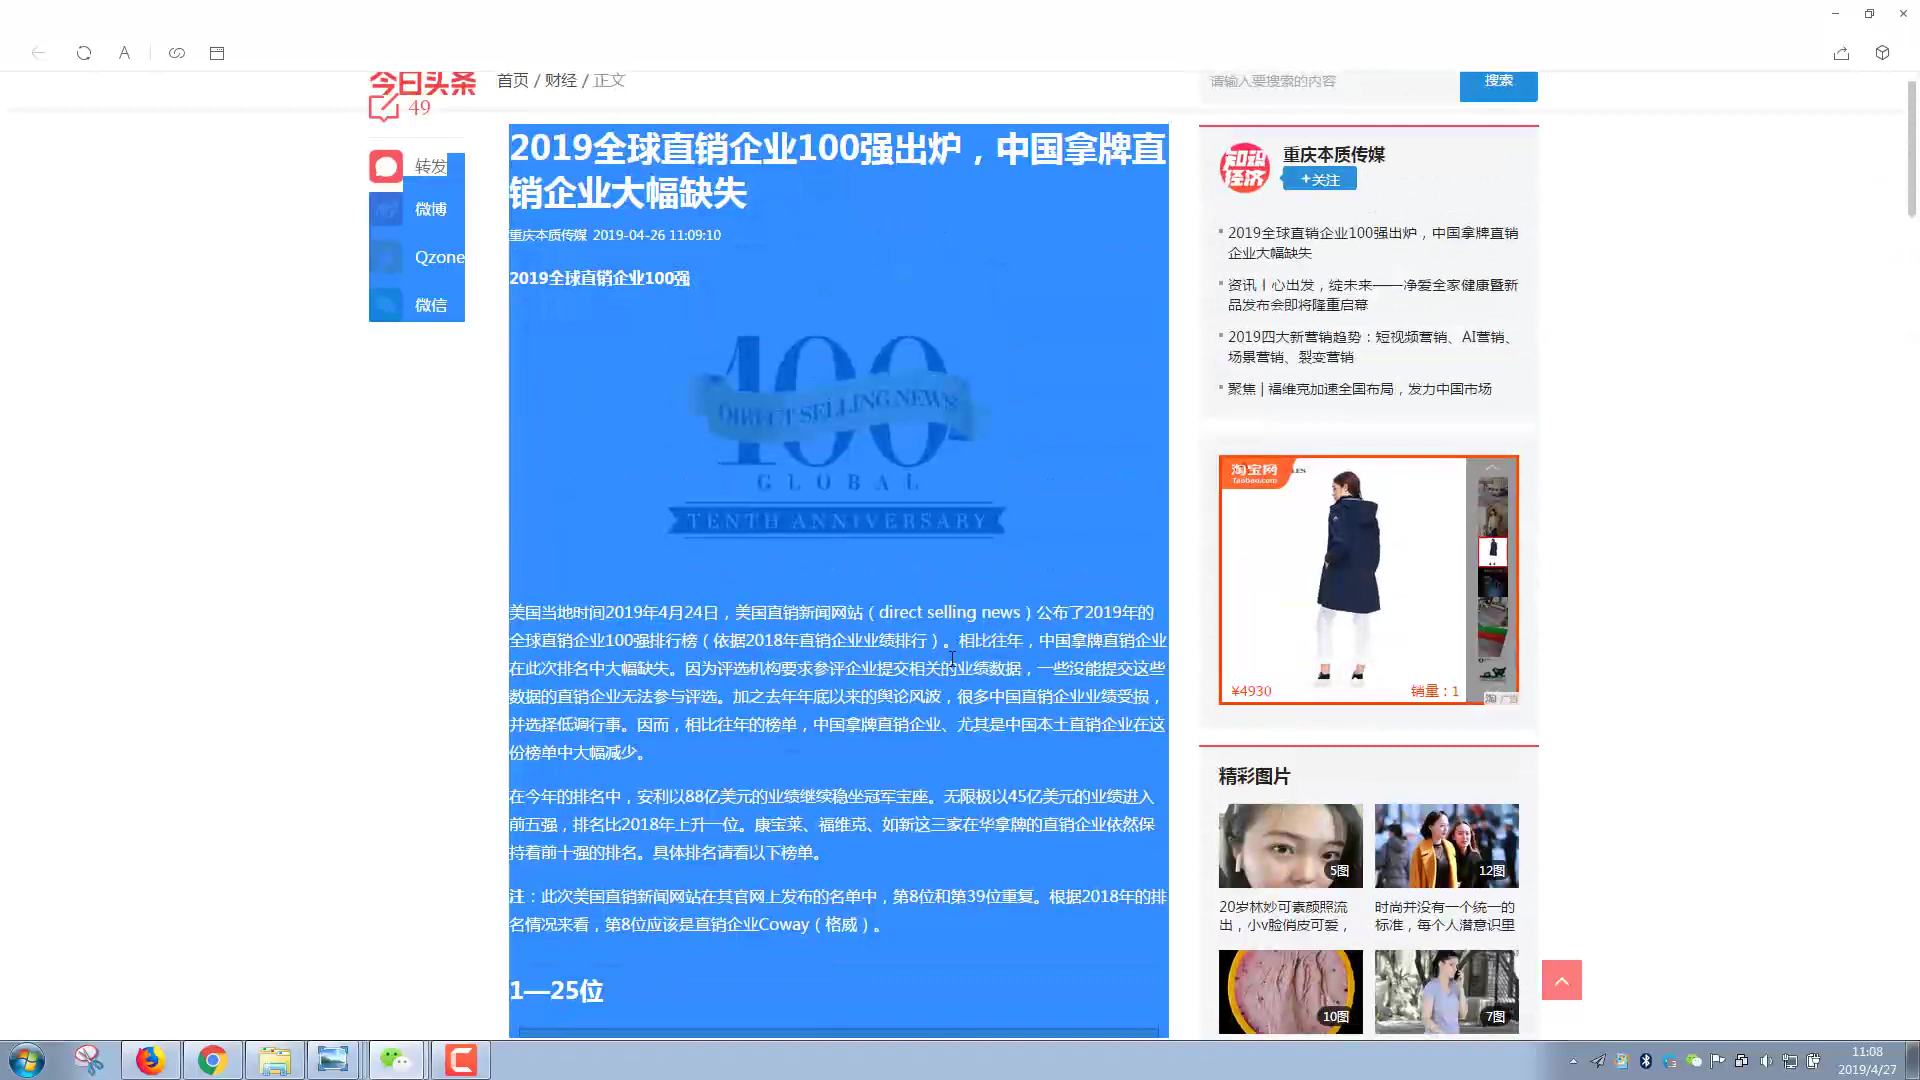 今日头条
首页 / 财经 / 正文
请输入要搜索的内容
搜索
49
转发
微博
Qzone
微信
2019全球直销企业100强出炉，中国拿牌直
销企业大幅缺失
重庆本质传媒 2019-04-26 11:09:10
2019全球直销企业100强
100
DIRECT SELLING NEWS
GLOBAL
TENTH ANNIVERSARY
美国当地时间2019年4月24日，美国直销新闻网站（direct selling news）公布了2019年的
全球直销企业100强排行榜（依据2018年直销企业业绩排行）。相比往年，中国拿牌直销企业
在此次排名中大幅缺失。因为评选机构要求参评企业提交相关的业绩数据，一些没能提交这些
数据的直销企业无法参与评选。加之去年年底以来的舆论风波，很多中国直销企业业绩受损，
并选择低调行事。因而，相比往年的榜单，中国拿牌直销企业、尤其是中国本土直销企业在这
份榜单中大幅减少。
在今年的排名中，安利以88亿美元的业绩继续稳坐冠军宝座。无限极以45亿美元的业绩进入
前五强，排名比2018年上升一位。康宝莱、福维克、如新这三家在华拿牌的直销企业依然保
持着前十强的排名。具体排名请看以下榜单。
注：此次美国直销新闻网站在其官网上发布的名单中，第8位和第39位重复。根据2018年的排
名情况来看，第8位应该是直销企业Coway（格威）。
1—25位
知识
经济
重庆本质传媒
+关注
2019全球直销企业100强出炉，中国拿牌直销
企业大幅缺失
资讯丨心出发，绽未来——净爱全家健康暨新
品发布会即将隆重启幕
2019四大新营销趋势：短视频营销、AI营销、
场景营销、裂变营销
聚焦 | 福维克加速全国布局，发力中国市场
淘宝网
taobao.com
¥4930
销量：1
淘 广告
精彩图片
5图
12图
20岁林妙可素颜照流
出，小v脸俏皮可爱，
时尚并没有一个统一的
标准，每个人潜意识里
10图
7图
11:08
2019/4/27